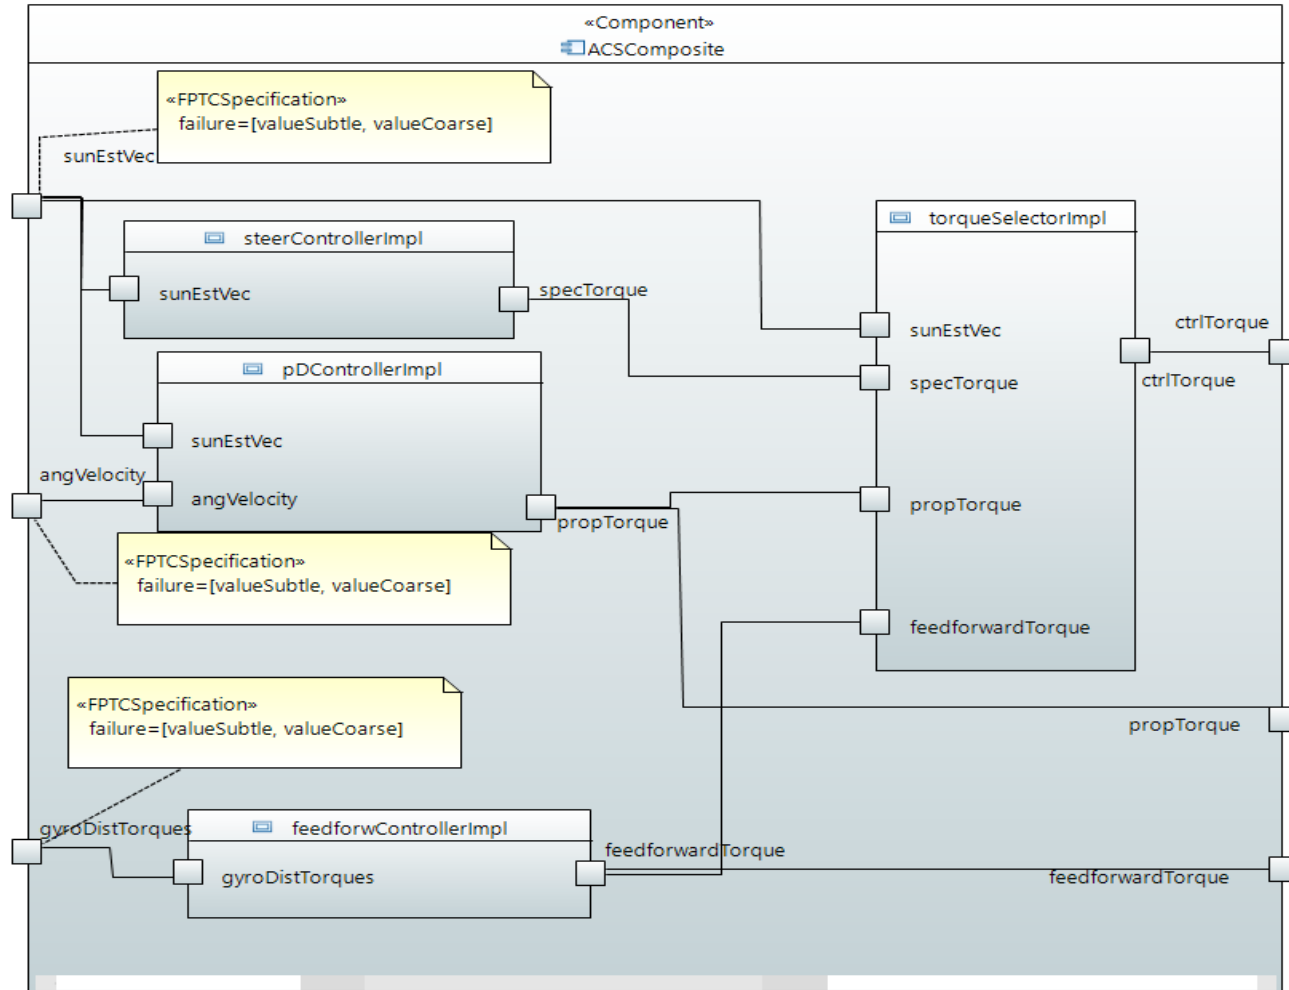 «Component»
ACSComposite
«FPTCSpecification»
failure=[valueSubtle, valueCoarse]
sunEstVec
steerControllerImpl
sunEstVec
specTorque
torqueSelectorImpl
sunEstVec
specTorque
propTorque
feedforwardTorque
ctrlTorque
ctrlTorque
pDControllerImpl
sunEstVec
angVelocity
angVelocity
propTorque
«FPTCSpecification»
failure=[valueSubtle, valueCoarse]
«FPTCSpecification»
failure=[valueSubtle, valueCoarse]
propTorque
gyroDistTorques
feedforwControllerImpl
gyroDistTorques
feedforwardTorque
feedforwardTorque